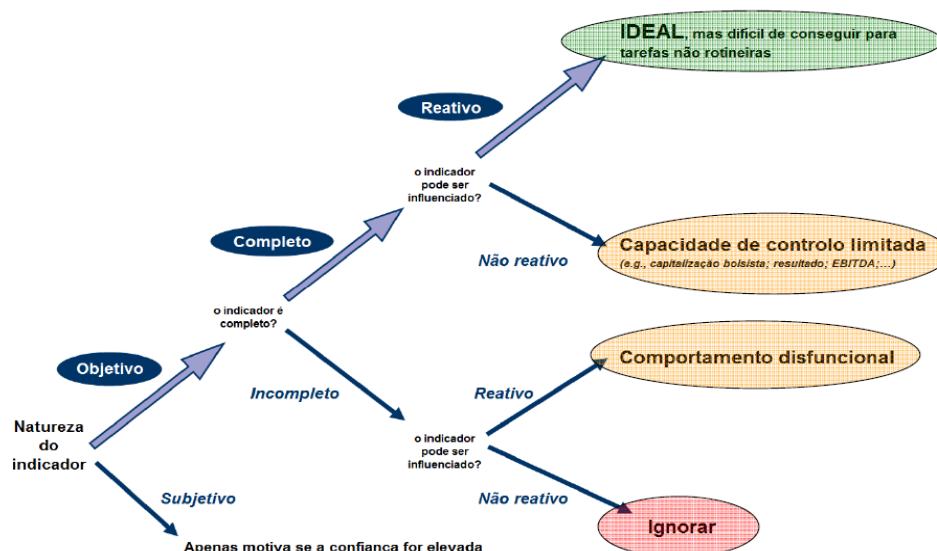 IDEAL, mas difícil de conseguir para
tarefas não rotineiras
Reativo
o indicador
pode ser
influenciado?
Completo
Não reativo
Capacidade de controlo limitada
(e.g., capitalização bolsista; resultado; EBITDA;...)
o indicador é
completo?
Objetivo
Incompleto
Reativo
Comportamento disfuncional
Natureza
do
indicador
o indicador
pode ser
influenciado?
Subjetivo
Não reativo
Ignorar
Apenas motiva se a confiança for elevada